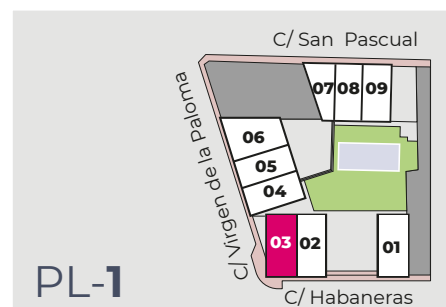 C/ San Pascual
C/ Virgen de la Paloma
07 08 09
06
05
04
03 02 01
PL-1
C/ Habaneras